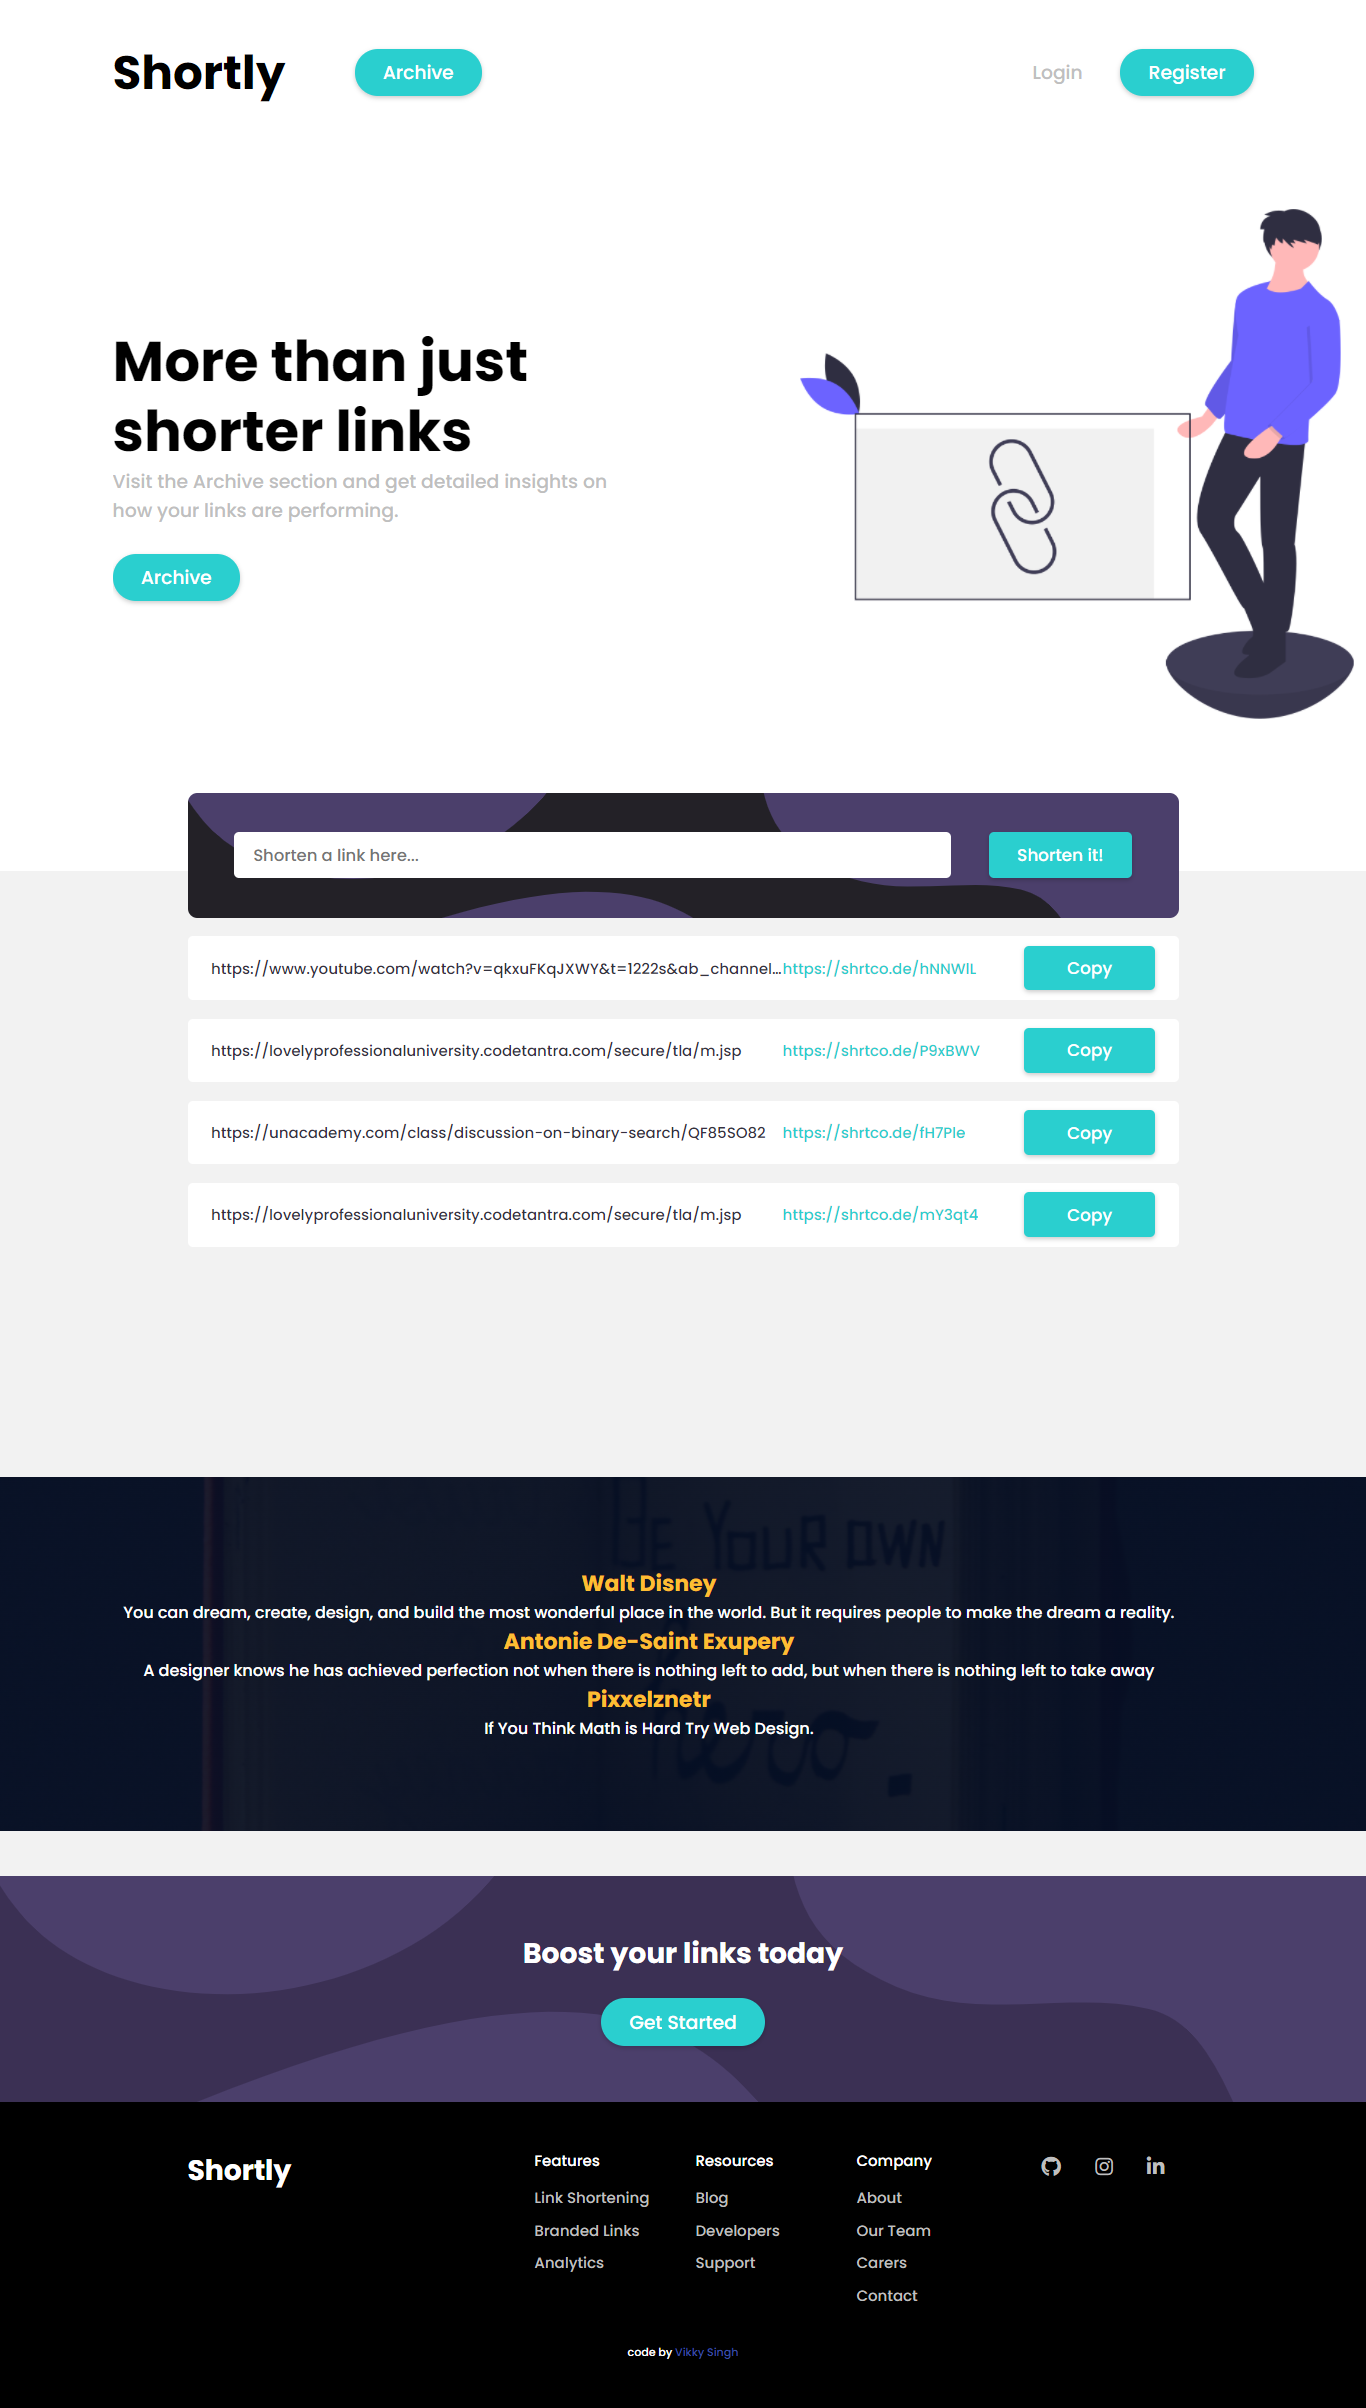 Shortly
Archive
Login
Register
More than just
shorter links
Visit the Archive section and get detailed insights on
how your links are performing.
Archive
Shorten a link here...
Shorten it!
https://www.youtube.com/watch?v=qkxuFKqJXWY&t=1222s&ab_channel... https://shrtco.de/hNNWlL Copy
https://lovelyprofessionaluniversity.codetantra.com/secure/tla/m.jsp https://shrtco.de/P9xBWV Copy
https://unacademy.com/class/discussion-on-binary-search/QF85SO82 https://shrtco.de/fH7Ple Copy
https://lovelyprofessionaluniversity.codetantra.com/secure/tla/m.jsp https://shrtco.de/mY3qt4 Copy
BE YOUR OWN
Walt Disney
You can dream, create, design, and build the most wonderful place in the world. But it requires people to make the dream a reality.
Antonie De-Saint Exupery
A designer knows he has achieved perfection not when there is nothing left to add, but when there is nothing left to take away
Pixxelznetr
If You Think Math is Hard Try Web Design.
hero.
Boost your links today
Get Started
Shortly
Features
Link Shortening
Branded Links
Analytics
Resources
Blog
Developers
Support
Company
About
Our Team
Carers
Contact
code by Vikky Singh